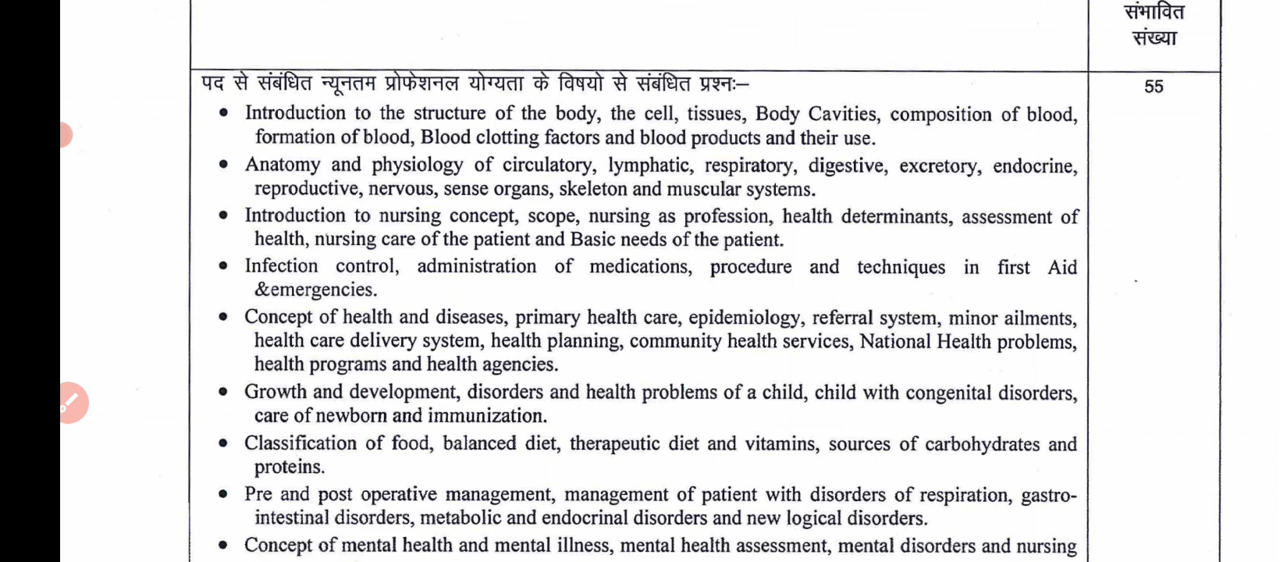 संभावित
संख्या
पद से संबंधित न्यूनतम प्रोफेशनल योग्यता के विषयो से संबंधित प्रश्नः–
55
• Introduction to the structure of the body, the cell, tissues, Body Cavities, composition of blood,
formation of blood, Blood clotting factors and blood products and their use.
• Anatomy and physiology of circulatory, lymphatic, respiratory, digestive, excretory, endocrine,
reproductive, nervous, sense organs, skeleton and muscular systems.
• Introduction to nursing concept, scope, nursing as profession, health determinants, assessment of
health, nursing care of the patient and Basic needs of the patient.
• Infection control, administration of medications, procedure and techniques in first Aid
&emergencies.
• Concept of health and diseases, primary health care, epidemiology, referral system, minor ailments,
health care delivery system, health planning, community health services, National Health problems,
health programs and health agencies.
• Growth and development, disorders and health problems of a child, child with congenital disorders,
care of newborn and immunization.
• Classification of food, balanced diet, therapeutic diet and vitamins, sources of carbohydrates and
proteins.
• Pre and post operative management, management of patient with disorders of respiration, gastro-
intestinal disorders, metabolic and endocrinal disorders and new logical disorders.
• Concept of mental health and mental illness, mental health assessment, mental disorders and nursing